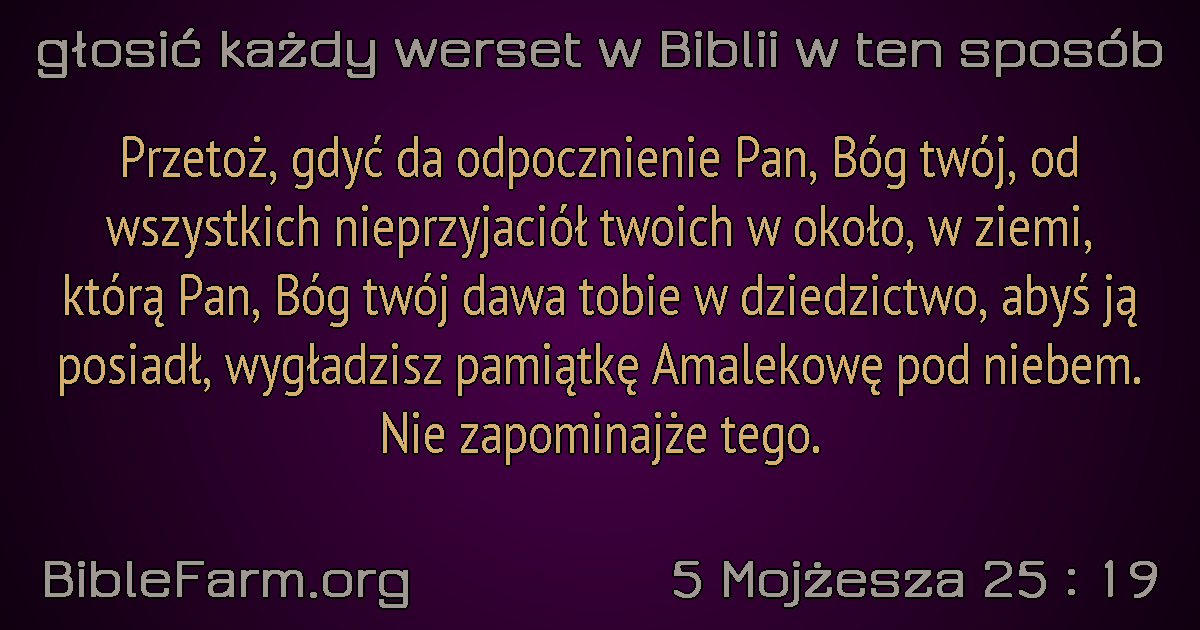 głosić każdy werset w Biblii w ten sposób
Przetoż, gdyć da odpocznienie Pan, Bóg twój, od
wszystkich nieprzyjaciół twoich w około, w ziemi,
którą Pan, Bóg twój dawa tobie w dziedzictwo, abyś ją
posiadł, wygładzisz pamiątkę Amalekowę pod niebem.
Nie zapominajże tego.
BibleFarm.org
5 Mojżesza 25 : 19